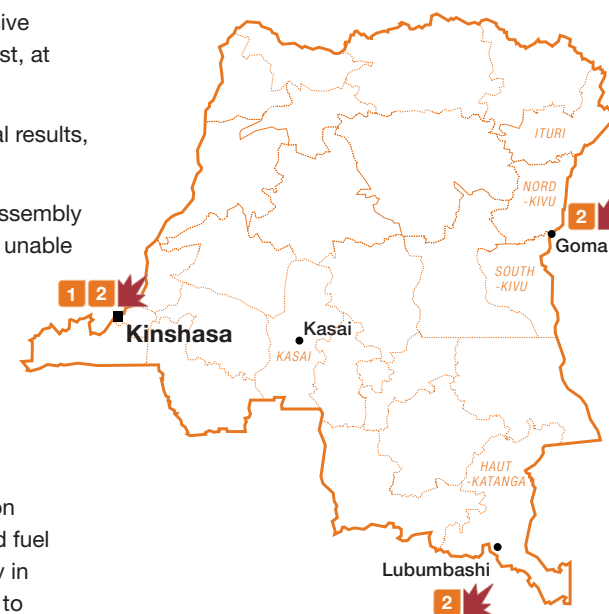 sive
st, at
al results,
ssembly
unable
on
d fuel
y in
to
ITURI
NORD
-KIVU
2
Goma
SOUTH
-KIVU
1 2
Kinshasa
Kasai
KASAI
HAUT
-KATANGA
Lubumbashi
2